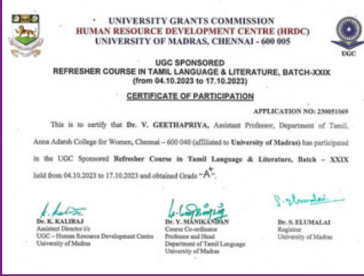 UNIVERSITY GRANTS COMMISSION
HUMAN RESOURCE DEVELOPMENT CENTRE (HRDC)
UNIVERSITY OF MADRAS, CHENNAI - 600 005
UGC
UGC SPONSORED
REFRESHER COURSE IN TAMIL LANGUAGE & LITERATURE, BATCH-XXIX
(from 04.10.2023 to 17.10.2023)
CERTIFICATE OF PARTICIPATION
APPLICATION NO: 230051069
This is to certify that Dr. V. GEETHAPRIYA, Assistant Professor, Department of Tamil,
Anna Adarsh College for Women, Chennai – 600 040 (affiliated to University of Madras) has participated
in the UGC Sponsored Refresher Course in Tamil Language & Literature, Batch – XXIX
held from 04.10.2023 to 17.10.2023 and obtained Grade "A+"
Dr. K. KALIRAJ
Assistant Director i/c
UGC – Human Resource Development Centre
University of Madras
Dr. Y. MANIKANDAN
Course Co-ordinator
Professor and Head
Department of Tamil Language
University of Madras
S. Elumalai
Dr. S. ELUMALAI
Registrar
University of Madras